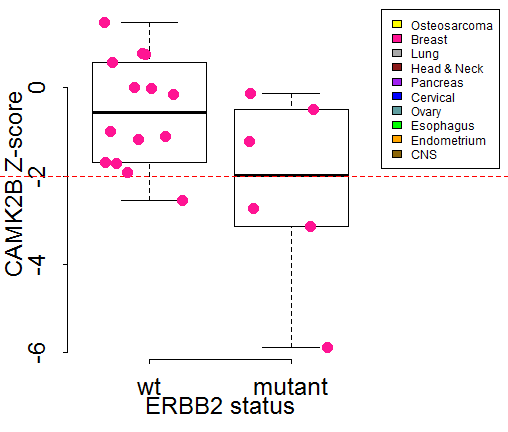 CAMK2B Z-score
0
-2
-4
-6
wt mutant
ERBB2 status
Osteosarcoma
Breast
Lung
Head & Neck
Pancreas
Cervical
Ovary
Esophagus
Endometrium
CNS